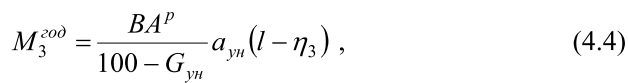 $M_3^{год} = \frac{BA^p}{100 - G_{ун}} a_{ун} (l - \eta_3)$ , (4.4)